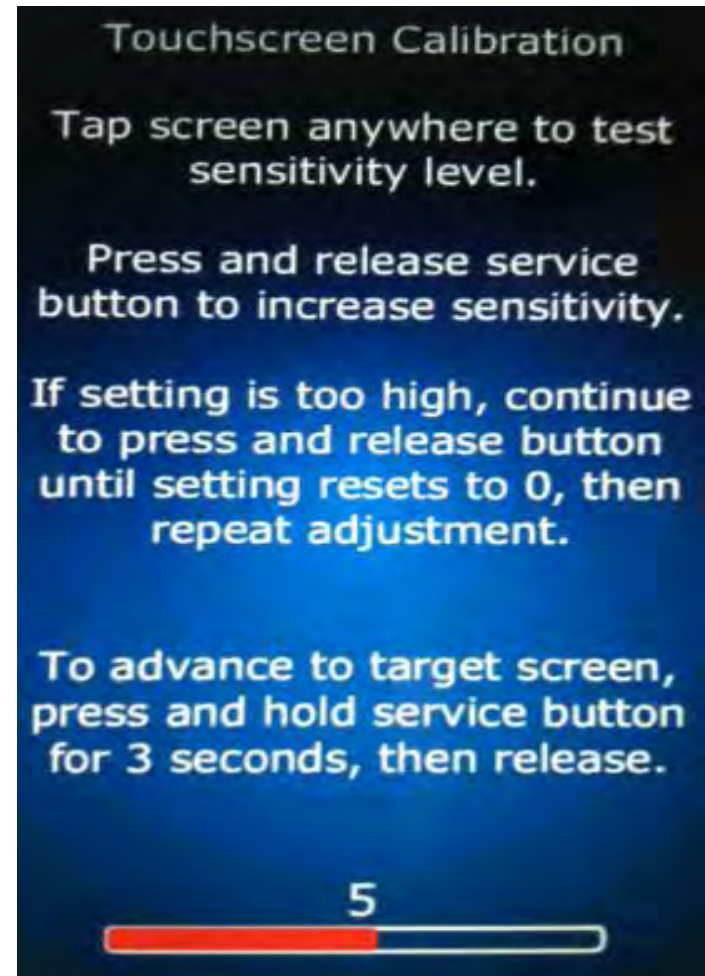 Touchscreen Calibration
Tap screen anywhere to test
sensitivity level.
Press and release service
button to increase sensitivity.
If setting is too high, continue
to press and release button
until setting resets to 0, then
repeat adjustment.
To advance to target screen,
press and hold service button
for 3 seconds, then release.
5